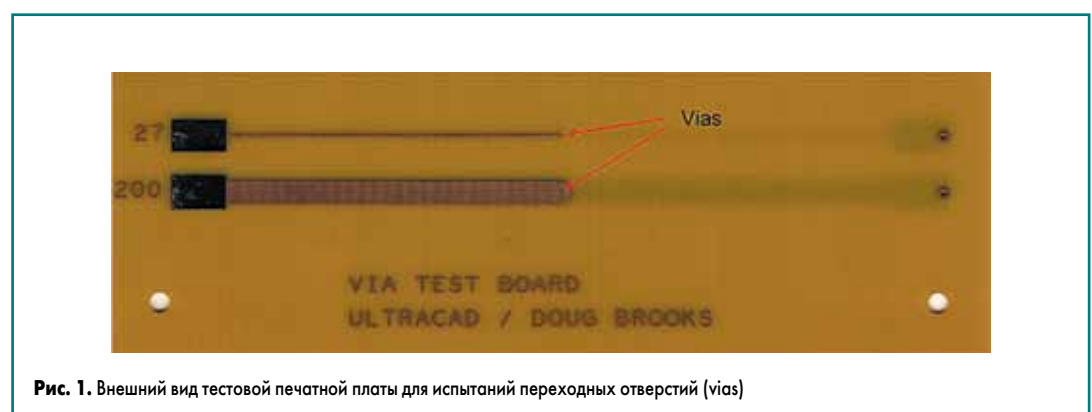 27
Vias
200
VIA TEST BOARD
ULTRACAD / DOUG BROOKS
Рис. 1. Внешний вид тестовой печатной платы для испытаний переходных отверстий (vias)